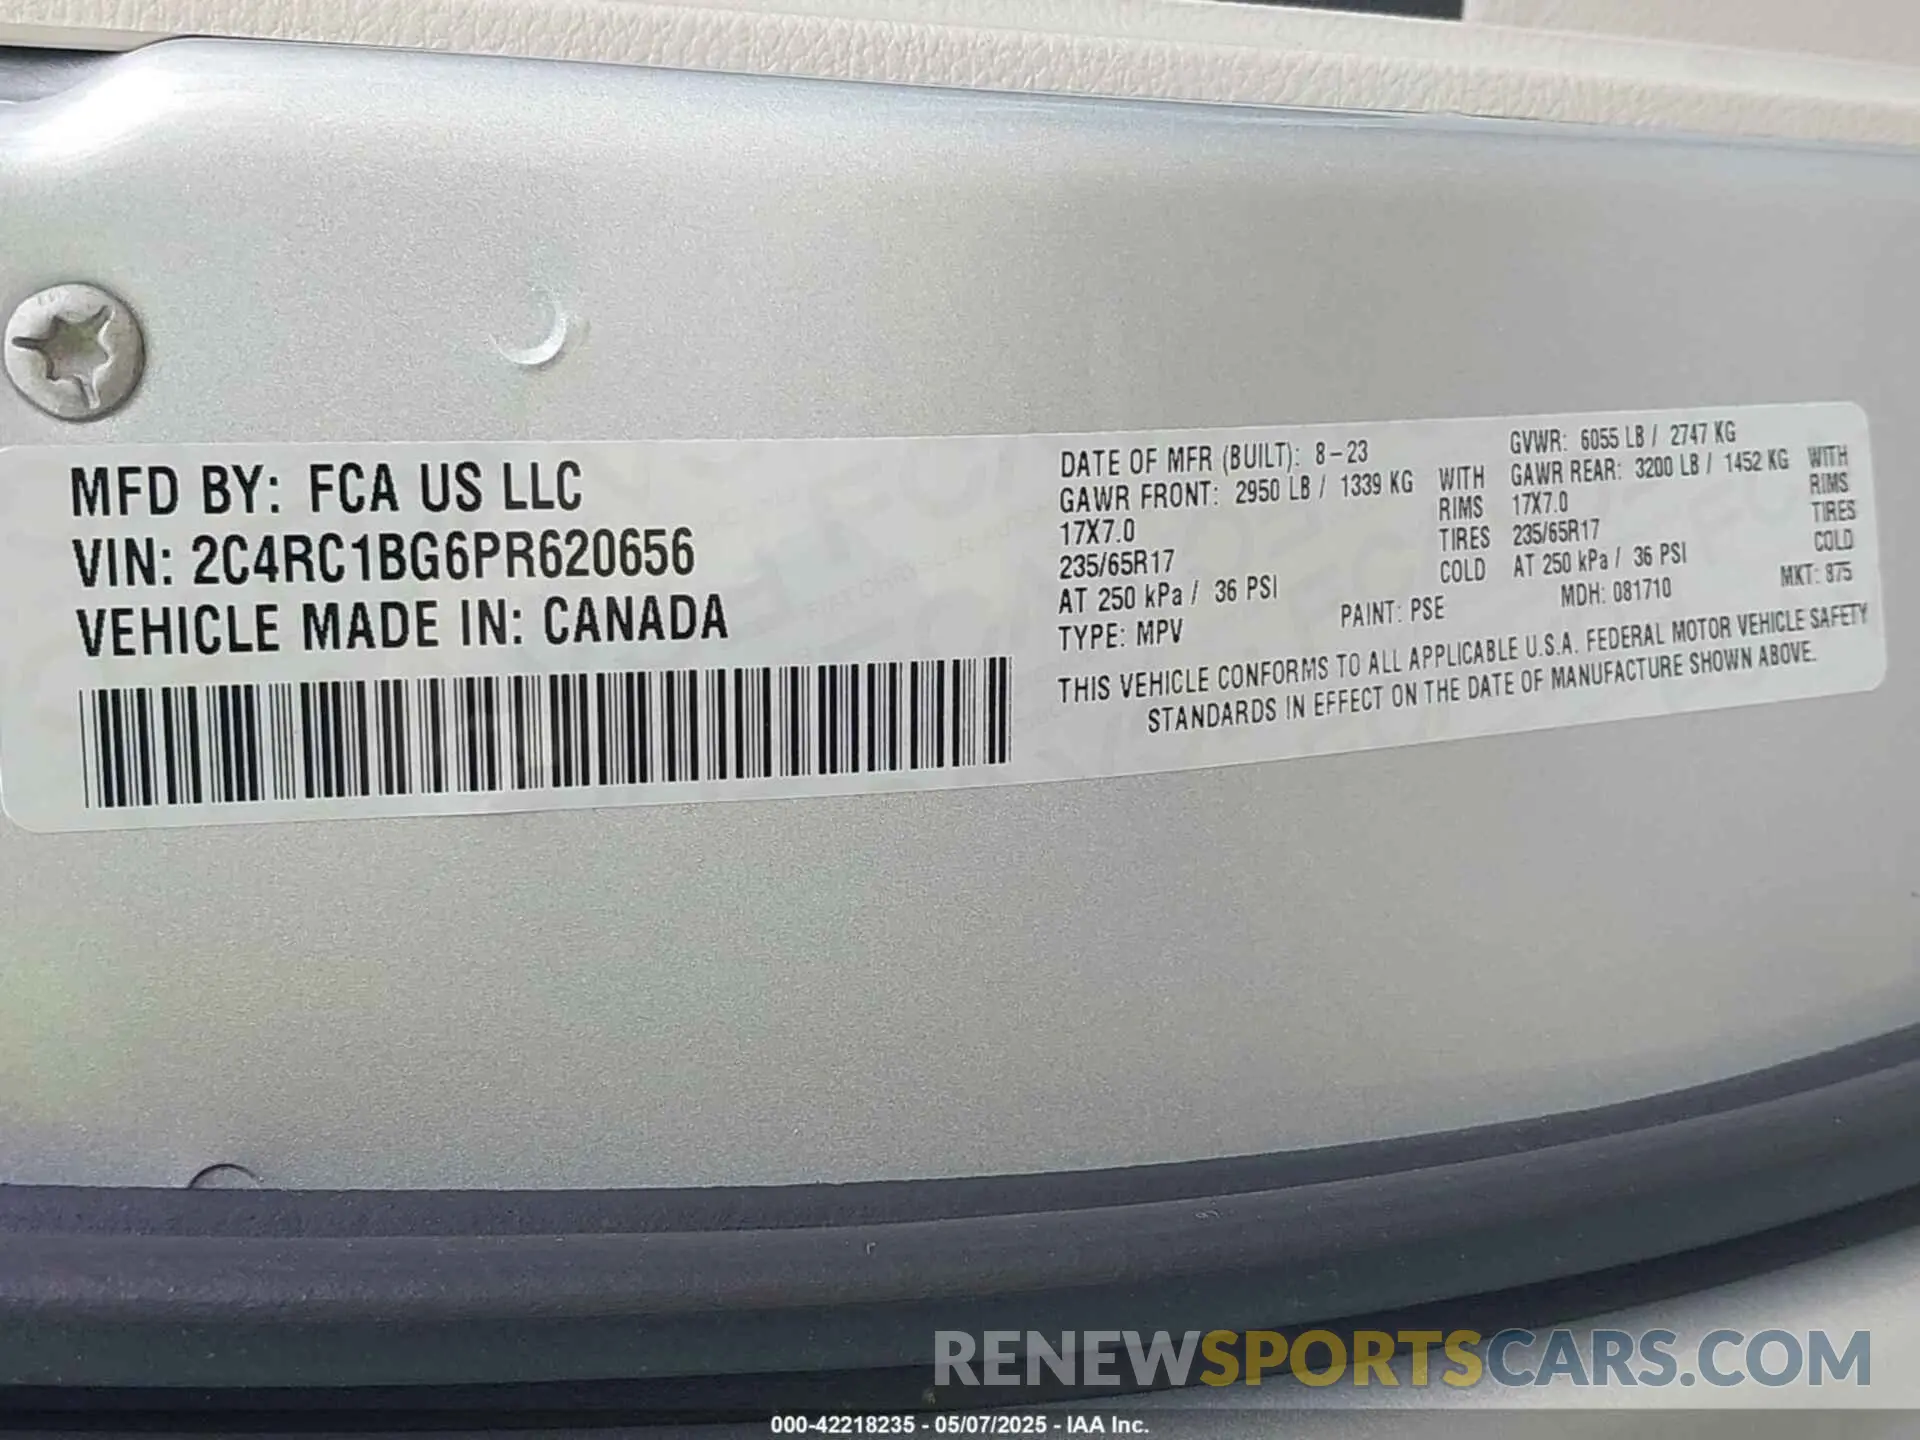 MFD BY: FCA US LLC
VIN: 2C4RC1BG6PR620656
VEHICLE MADE IN: CANADA
DATE OF MFR (BUILT): 8-23 GVWR: 6055 LB / 2747 KG
GAWR FRONT: 2950 LB / 1339 KG WITH GAWR REAR: 3200 LB / 1452 KG WITH
17X7.0 RIMS 17X7.0 RIMS
235/65R17 TIRES 235/65R17 TIRES
AT 250 kPa / 36 PSI COLD AT 250 kPa / 36 PSI COLD
TYPE: MPV PAINT: PSE MDH: 081710 MKT: 875
THIS VEHICLE CONFORMS TO ALL APPLICABLE U.S.A. FEDERAL MOTOR VEHICLE SAFETY
STANDARDS IN EFFECT ON THE DATE OF MANUFACTURE SHOWN ABOVE.
RENEWSPORTSCARS.COM
000-42218235 - 05/07/2025 - IAA Inc.